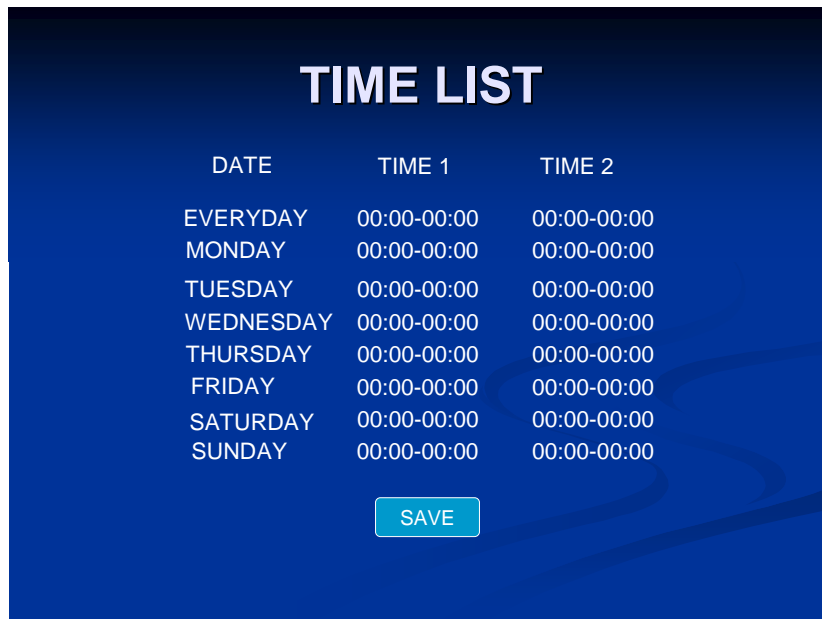 TIME LIST
DATE TIME 1 TIME 2
EVERYDAY 00:00-00:00 00:00-00:00
MONDAY 00:00-00:00 00:00-00:00
TUESDAY 00:00-00:00 00:00-00:00
WEDNESDAY 00:00-00:00 00:00-00:00
THURSDAY 00:00-00:00 00:00-00:00
FRIDAY 00:00-00:00 00:00-00:00
SATURDAY 00:00-00:00 00:00-00:00
SUNDAY 00:00-00:00 00:00-00:00
SAVE